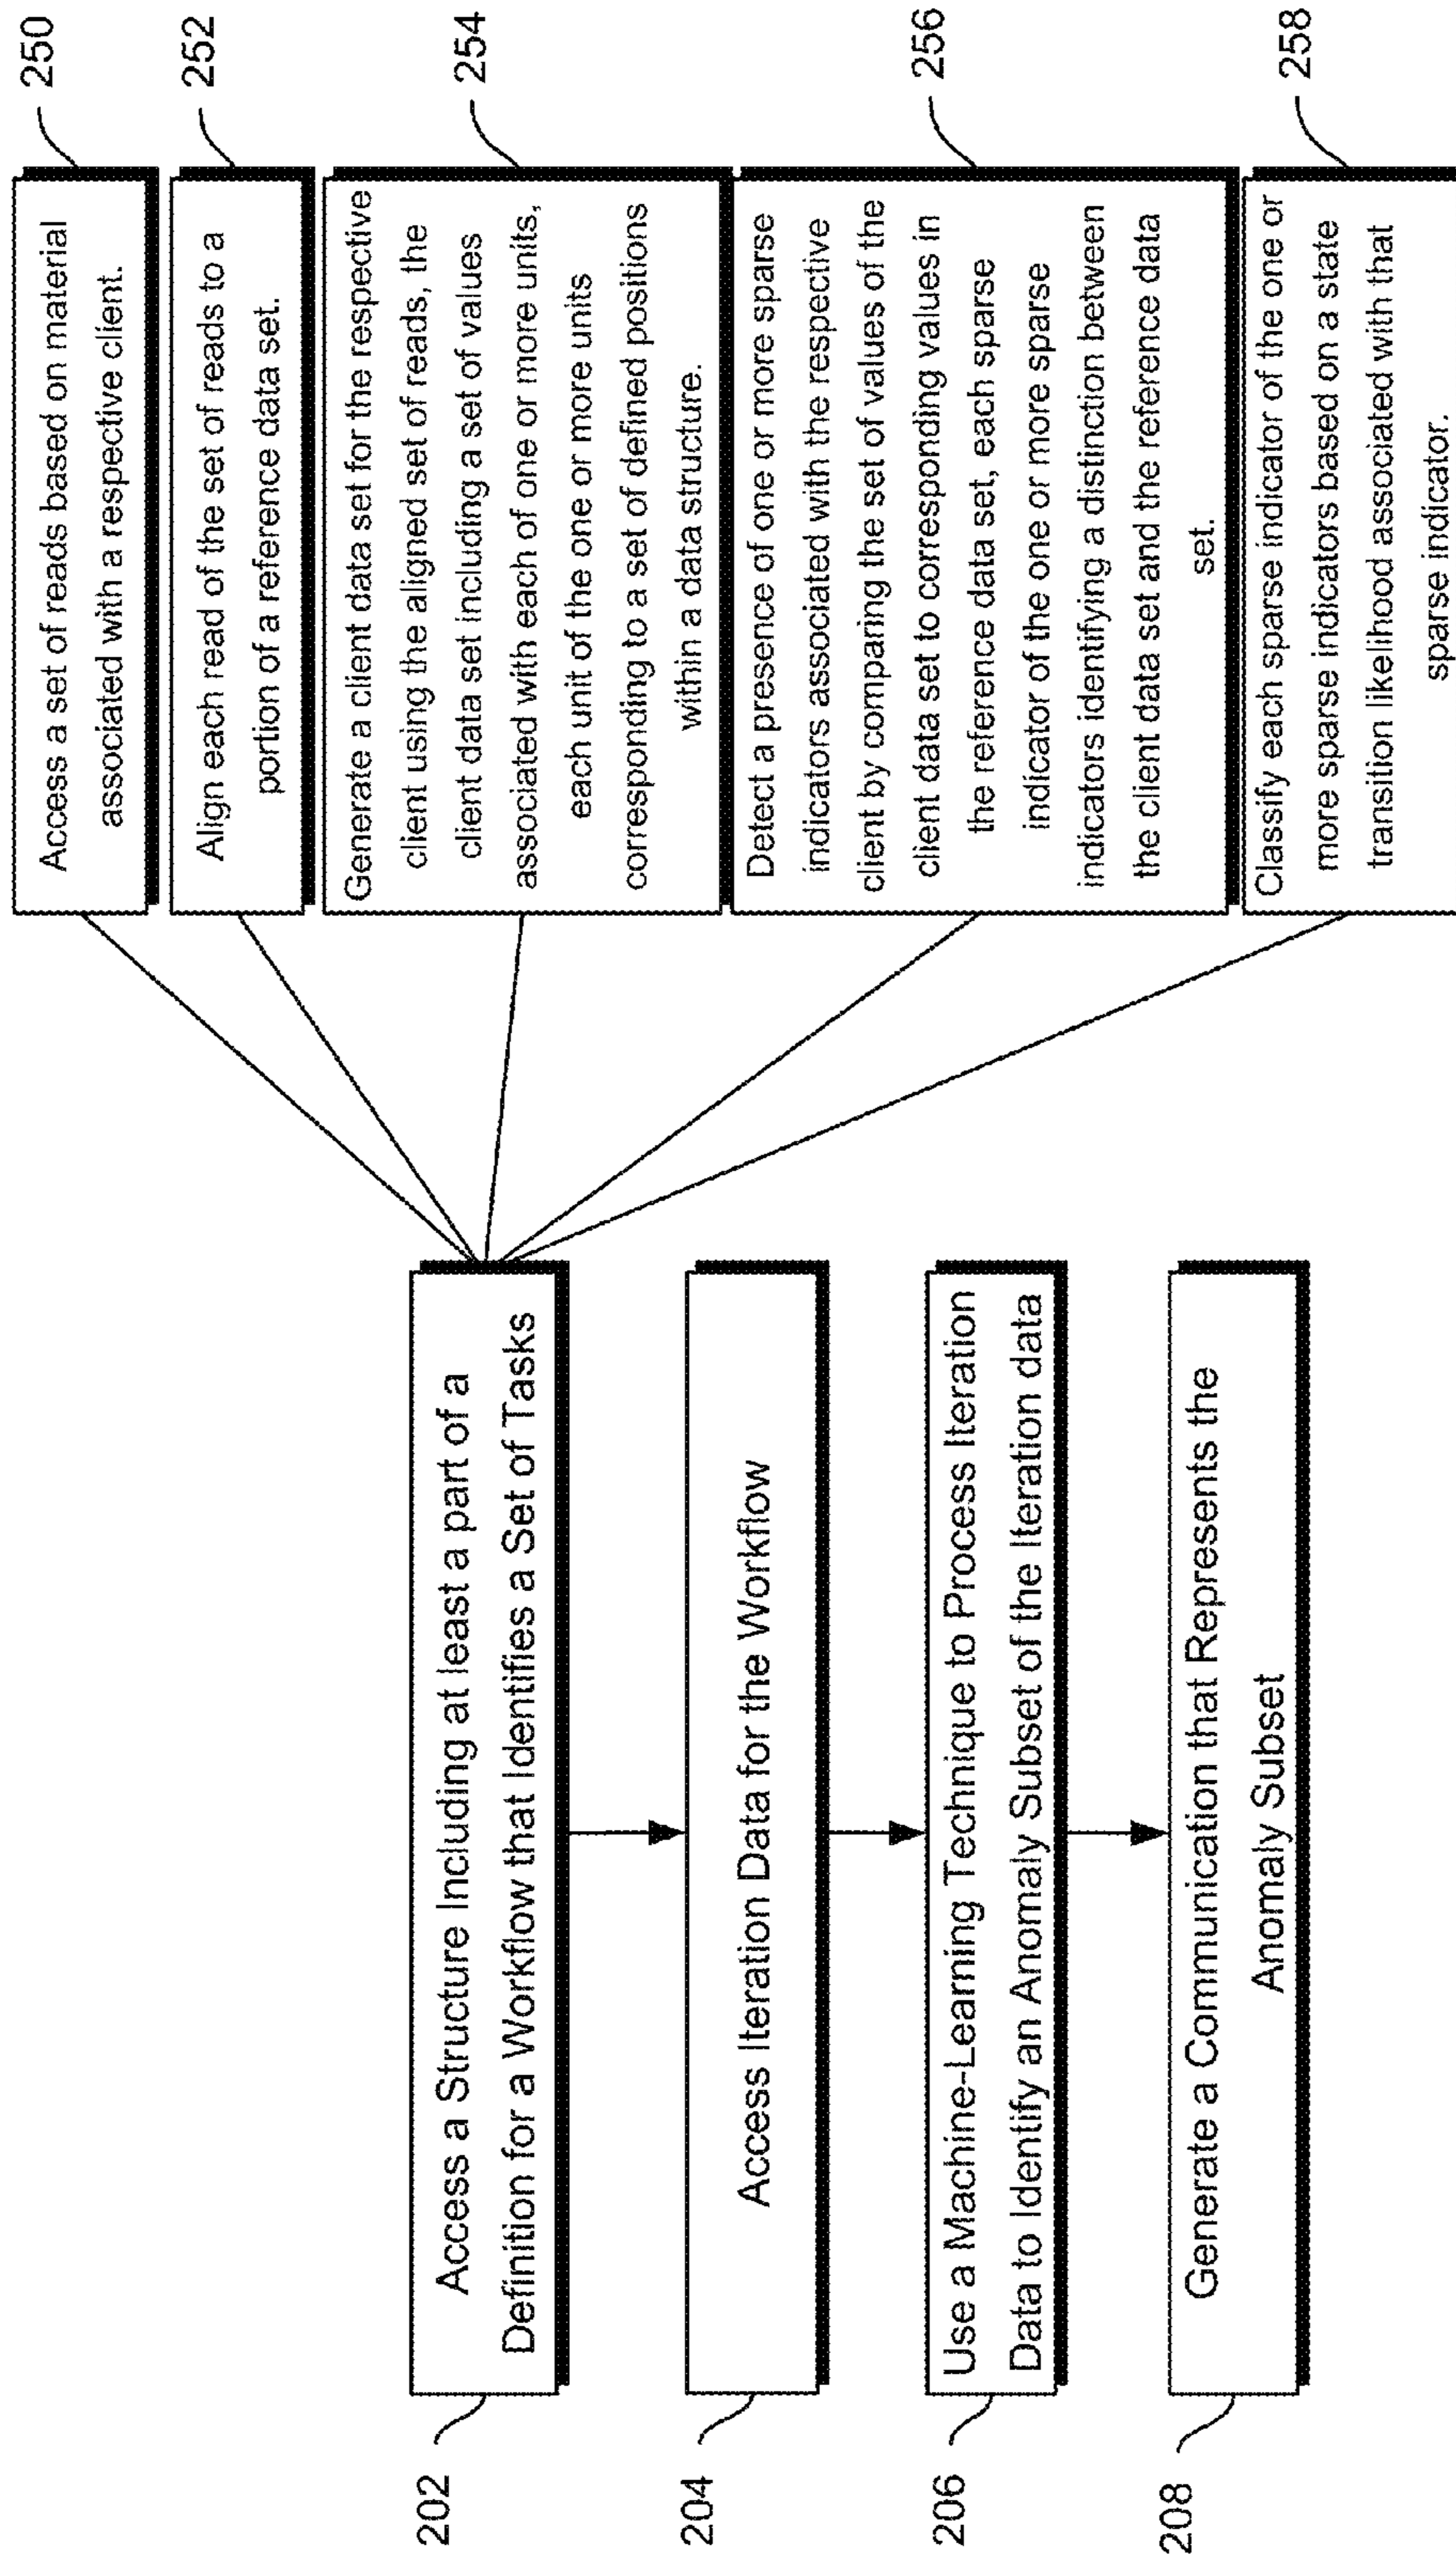 202
Access a Structure Including at least a part of a
Definition for a Workflow that Identifies a Set of Tasks
204
Access Iteration Data for the Workflow
206
Use a Machine-Learning Technique to Process Iteration
Data to Identify an Anomaly Subset of the Iteration data
208
Generate a Communication that Represents the
Anomaly Subset
250
Access a set of reads based on material
associated with a respective client.
252
Align each read of the set of reads to a
portion of a reference data set.
254
Generate a client data set for the respective
client using the aligned set of reads, the
client data set including a set of values
associated with each of one or more units,
each unit of the one or more units
corresponding to a set of defined positions
within a data structure.
256
Detect a presence of one or more sparse
indicators associated with the respective
client by comparing the set of values of the
client data set to corresponding values in
the reference data set, each sparse
indicator of the one or more sparse
indicators identifying a distinction between
the client data set and the reference data
set.
258
Classify each sparse indicator of the one or
more sparse indicators based on a state
transition likelihood associated with that
sparse indicator.